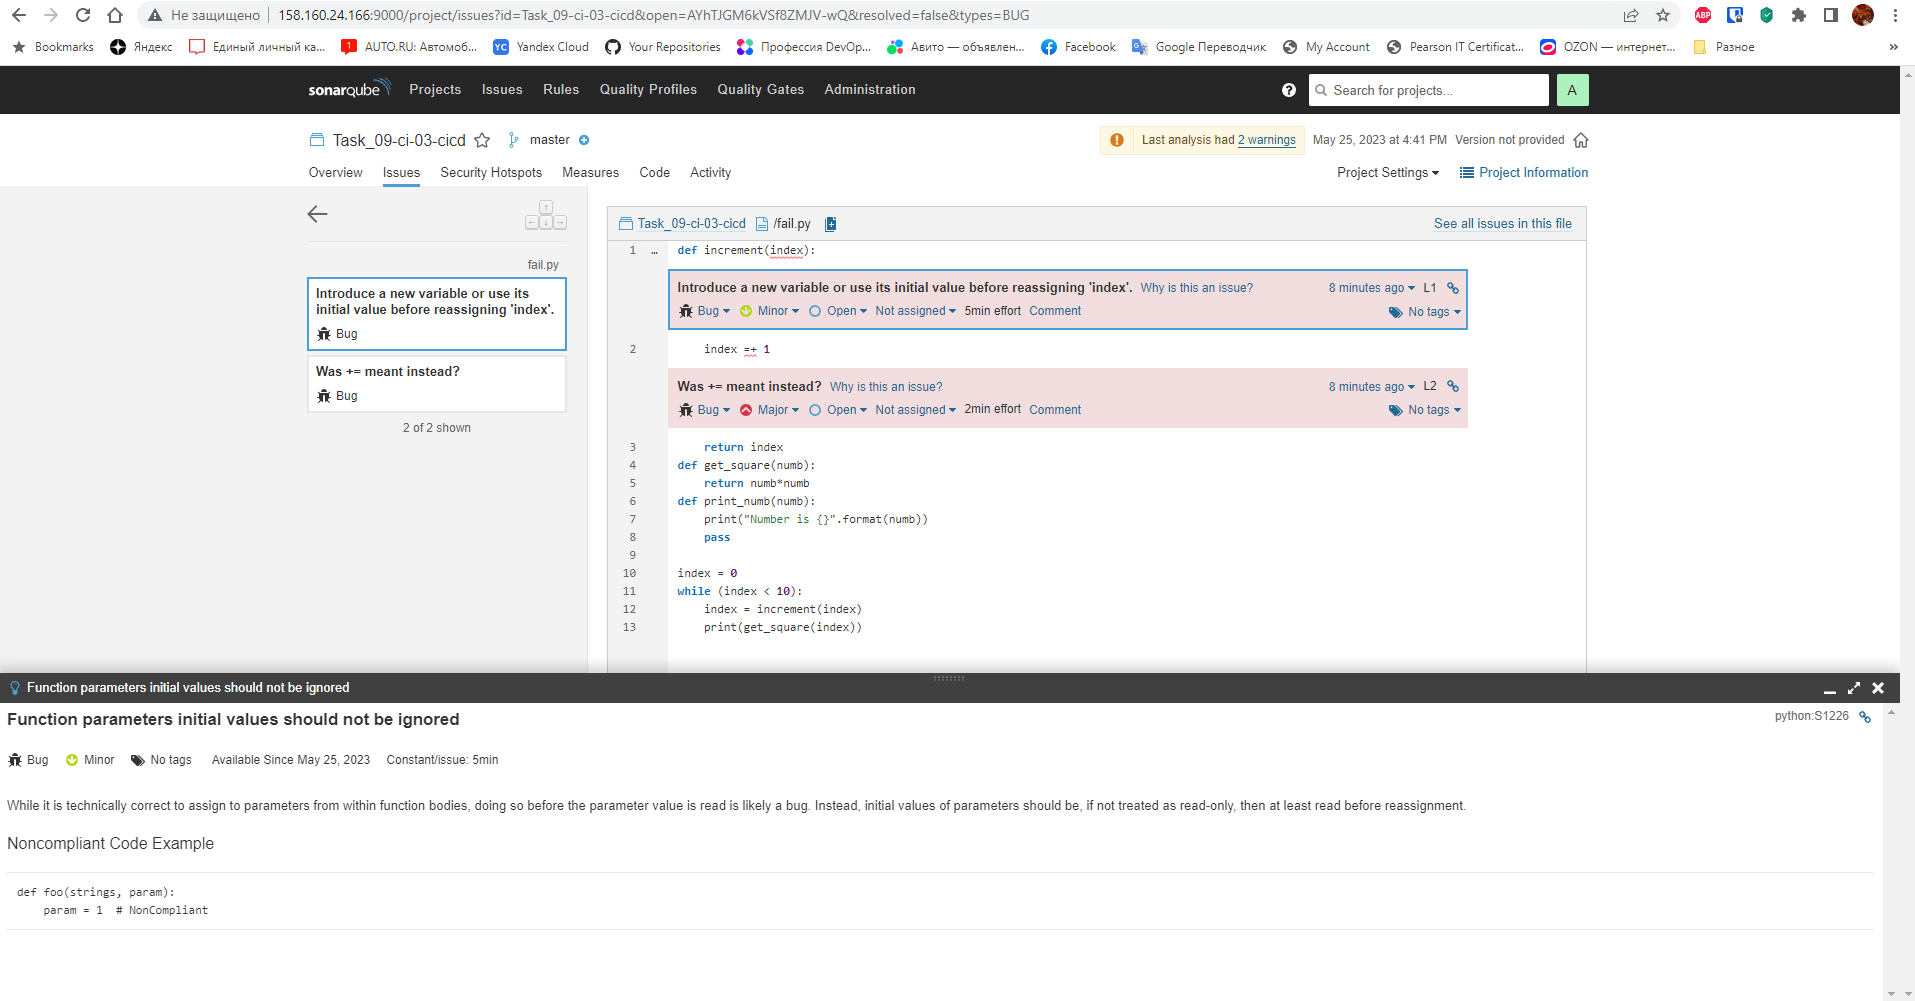 Не защищено | 158.160.24.166:9000/project/issues?id=Task_09-ci-03-cicd&open=AYhTJGM6kVSf8ZMJV-wQ&resolved=false&types=BUG
ABP
Bookmarks Яндекс Единый личный ка... AUTO.RU: Автомоб... Yandex Cloud Your Repositories Профессия DevOp... Авито — объявлен... Facebook Google Переводчик My Account Pearson IT Certificat... OZON — интернет... Разное »
sonarqube Projects Issues Rules Quality Profiles Quality Gates Administration ? Search for projects... A
Task_09-ci-03-cicd master Last analysis had 2 warnings May 25, 2023 at 4:41 PM Version not provided
Overview Issues Security Hotspots Measures Code Activity Project Settings Project Information
fail.py
Introduce a new variable or use its
initial value before reassigning 'index'.
Bug
Was += meant instead?
Bug
2 of 2 shown
Task_09-ci-03-cicd /fail.py See all issues in this file
1 … def increment(index):
Introduce a new variable or use its initial value before reassigning 'index'. Why is this an issue? 8 minutes ago L1
Bug Minor Open Not assigned 5min effort Comment No tags
2 index =+ 1
Was += meant instead? Why is this an issue? 8 minutes ago L2
Bug Major Open Not assigned 2min effort Comment No tags
3 return index
4 def get_square(numb):
5 return numb*numb
6 def print_numb(numb):
7 print("Number is {}".format(numb))
8 pass
9
10 index = 0
11 while (index < 10):
12 index = increment(index)
13 print(get_square(index))
Function parameters initial values should not be ignored
Function parameters initial values should not be ignored python:S1226
Bug Minor No tags Available Since May 25, 2023 Constant/issue: 5min
While it is technically correct to assign to parameters from within function bodies, doing so before the parameter value is read is likely a bug. Instead, initial values of parameters should be, if not treated as read-only, then at least read before reassignment.
Noncompliant Code Example
def foo(strings, param):
param = 1 # NonCompliant